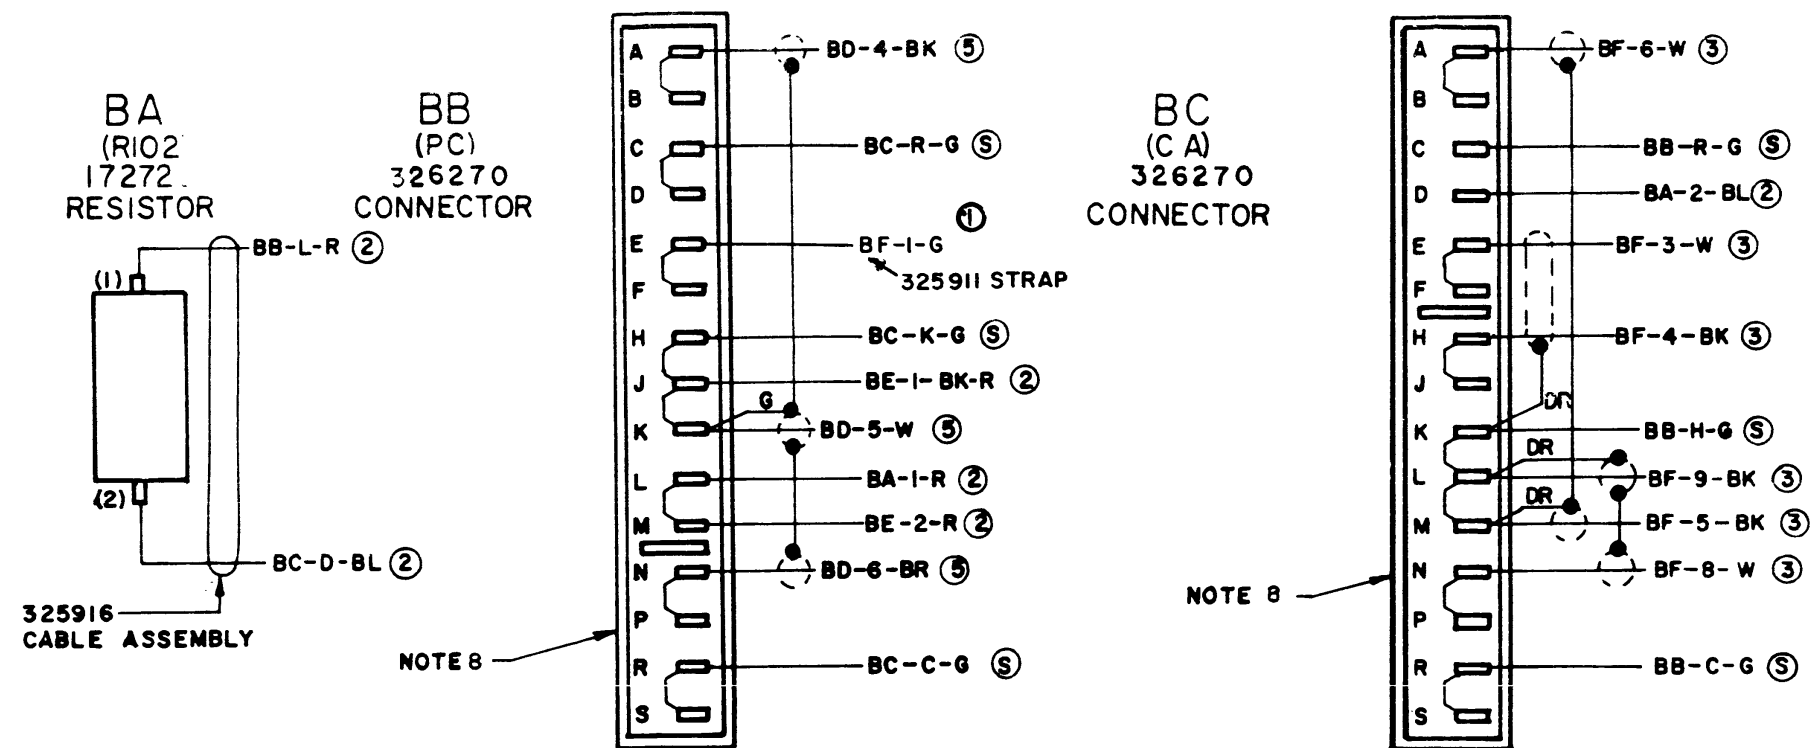 BA
(R102
17272
RESISTOR
(1)
BB-L-R (2)
(2)
BC-D-BL (2)
325916
CABLE ASSEMBLY
BB
(PC)
326270
CONNECTOR
A BD-4-BK (5)
B
C BC-R-G (S)
D
(1)
E BF-1-G
325911 STRAP
F
H BC-K-G (S)
J BE-1-BK-R (2)
G
K BD-5-W (5)
L BA-1-R (2)
M BE-2-R (2)
N BD-6-BR (5)
P
NOTE 8
R BC-C-G (S)
S
BC
(CA)
326270
CONNECTOR
A BF-6-W (3)
B
C BB-R-G (S)
D BA-2-BL (2)
E BF-3-W (3)
F
H BF-4-BK (3)
J
DR
K BB-H-G (S)
DR
L BF-9-BK (3)
DR
M BF-5-BK (3)
N BF-8-W (3)
NOTE 8
P
R BB-C-G (S)
S